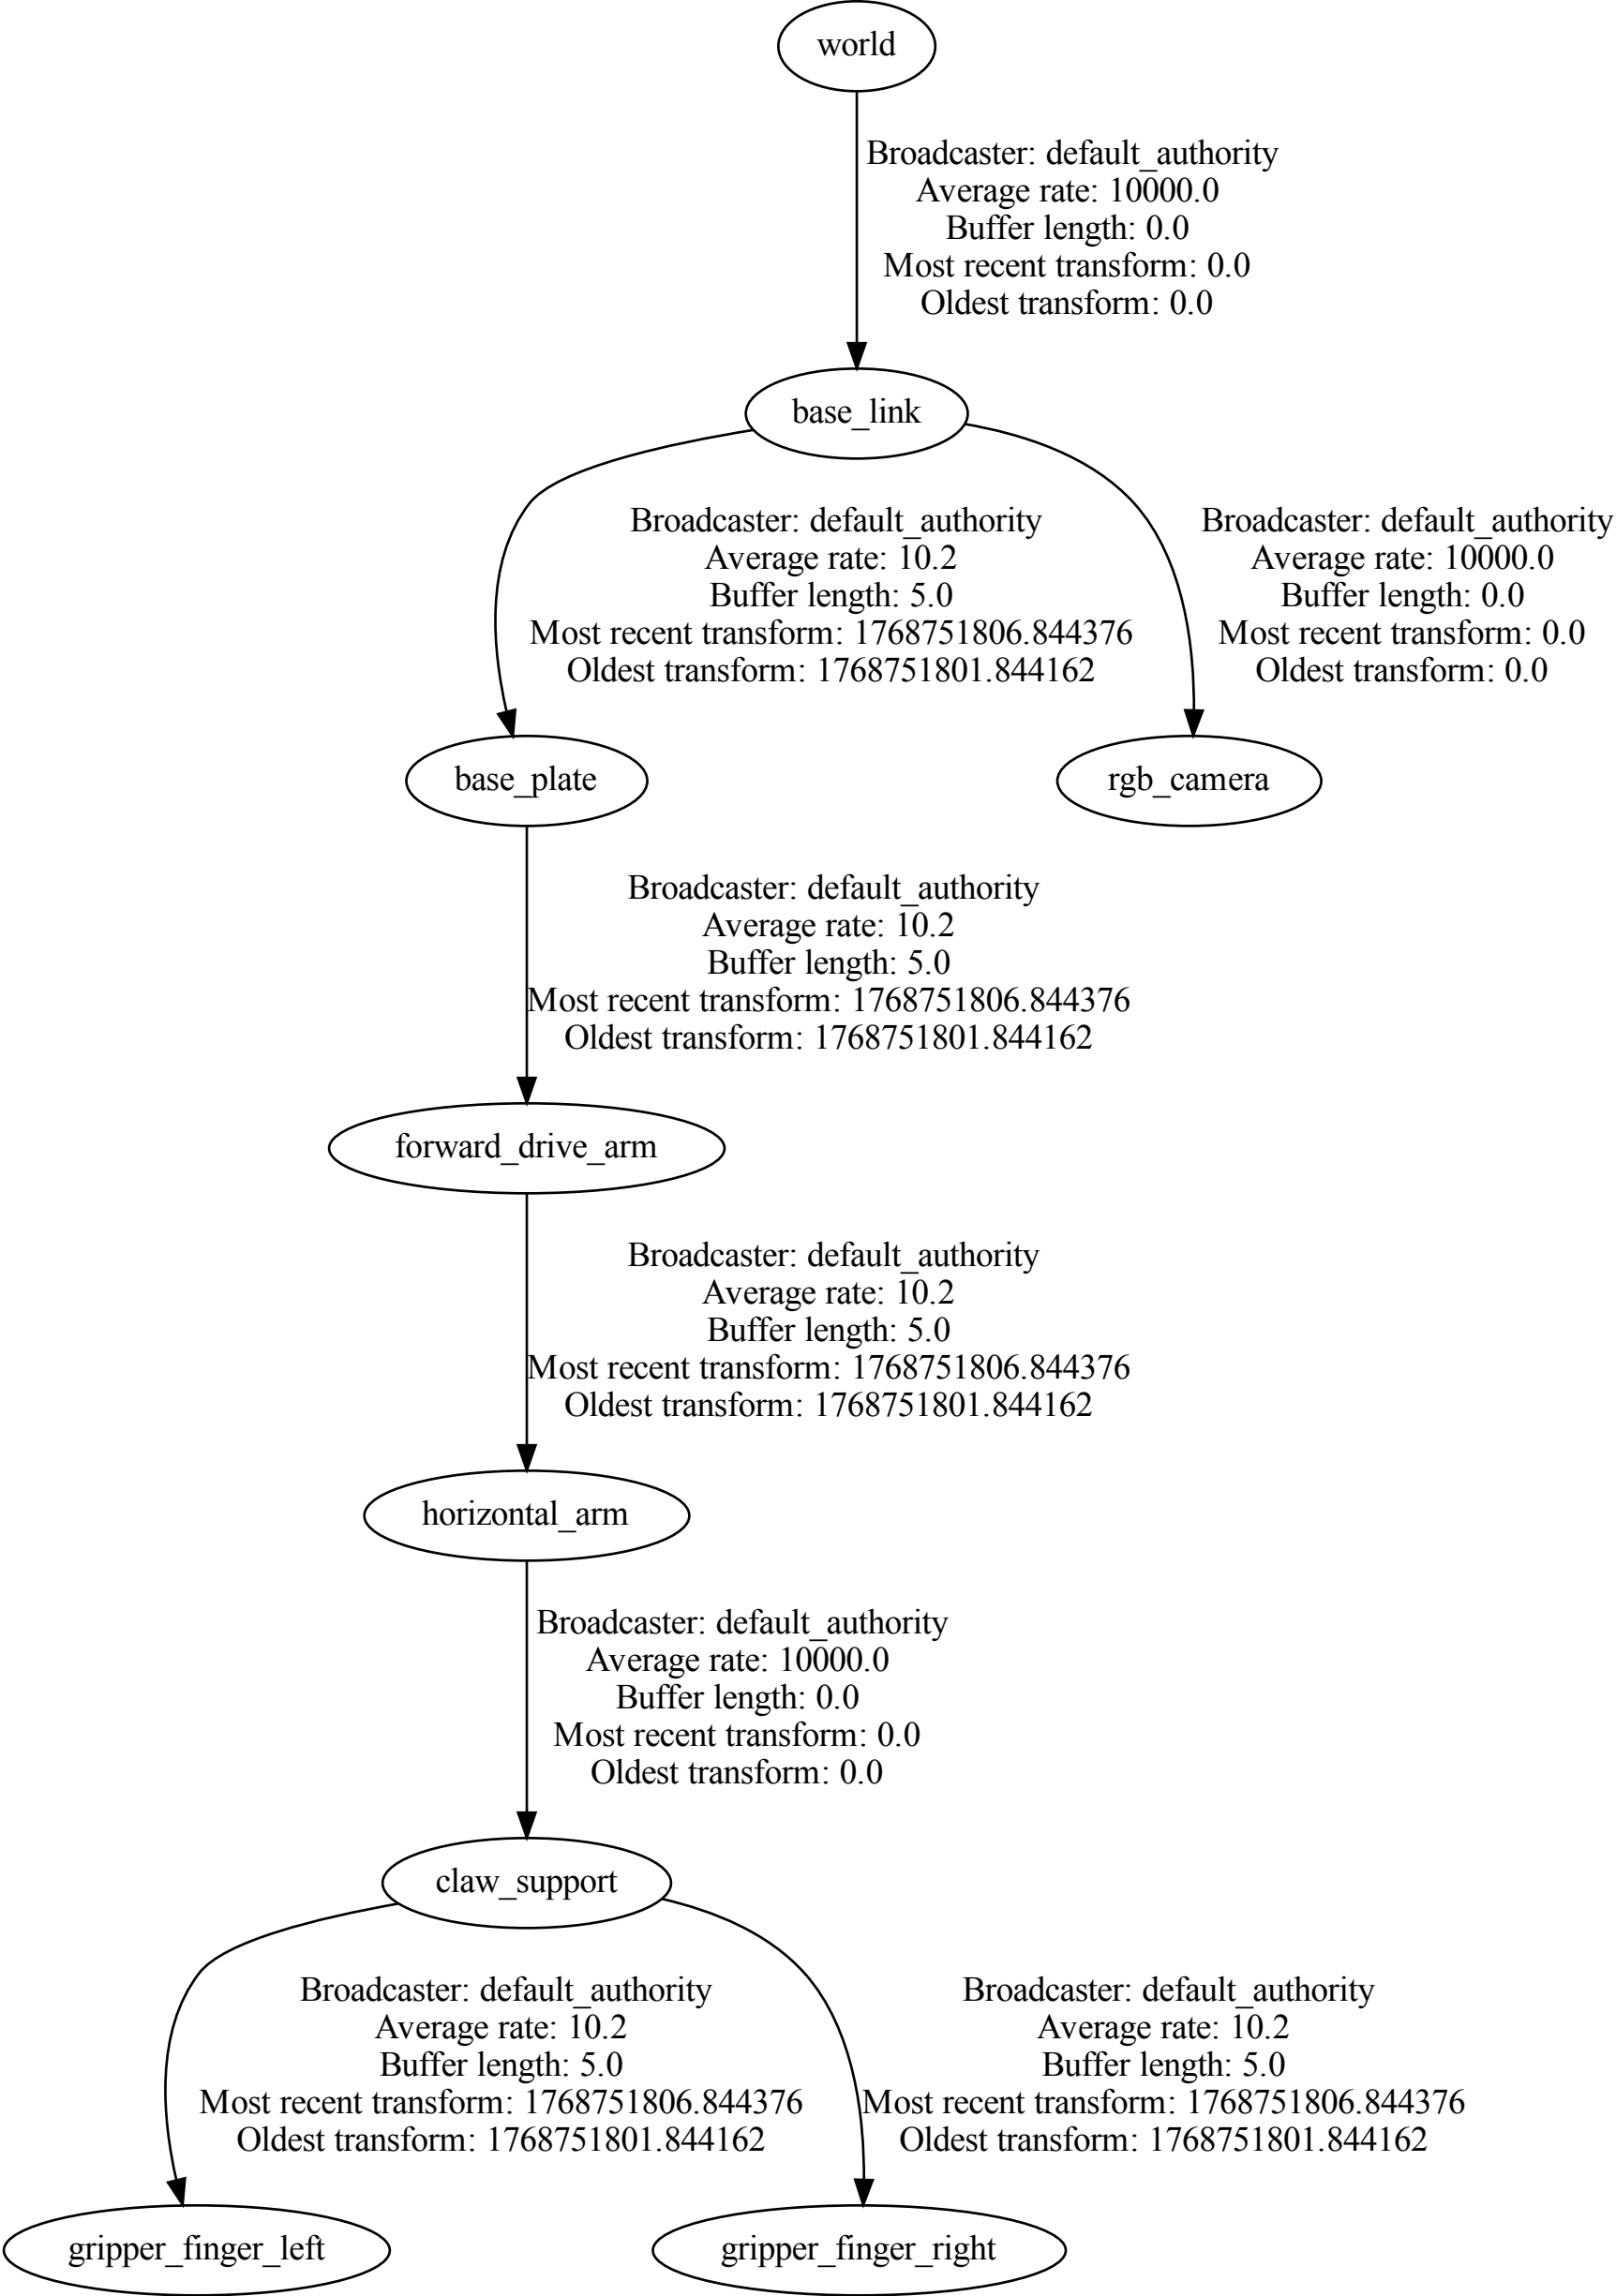 world
Broadcaster: default_authority
Average rate: 10000.0
Buffer length: 0.0
Most recent transform: 0.0
Oldest transform: 0.0
base_link
Broadcaster: default_authority
Average rate: 10.2
Buffer length: 5.0
Most recent transform: 1768751806.844376
Oldest transform: 1768751801.844162
Broadcaster: default_authority
Average rate: 10000.0
Buffer length: 0.0
Most recent transform: 0.0
Oldest transform: 0.0
base_plate
rgb_camera
Broadcaster: default_authority
Average rate: 10.2
Buffer length: 5.0
Most recent transform: 1768751806.844376
Oldest transform: 1768751801.844162
forward_drive_arm
Broadcaster: default_authority
Average rate: 10.2
Buffer length: 5.0
Most recent transform: 1768751806.844376
Oldest transform: 1768751801.844162
horizontal_arm
Broadcaster: default_authority
Average rate: 10000.0
Buffer length: 0.0
Most recent transform: 0.0
Oldest transform: 0.0
claw_support
Broadcaster: default_authority
Average rate: 10.2
Buffer length: 5.0
Most recent transform: 1768751806.844376
Oldest transform: 1768751801.844162
Broadcaster: default_authority
Average rate: 10.2
Buffer length: 5.0
Most recent transform: 1768751806.844376
Oldest transform: 1768751801.844162
gripper_finger_left
gripper_finger_right